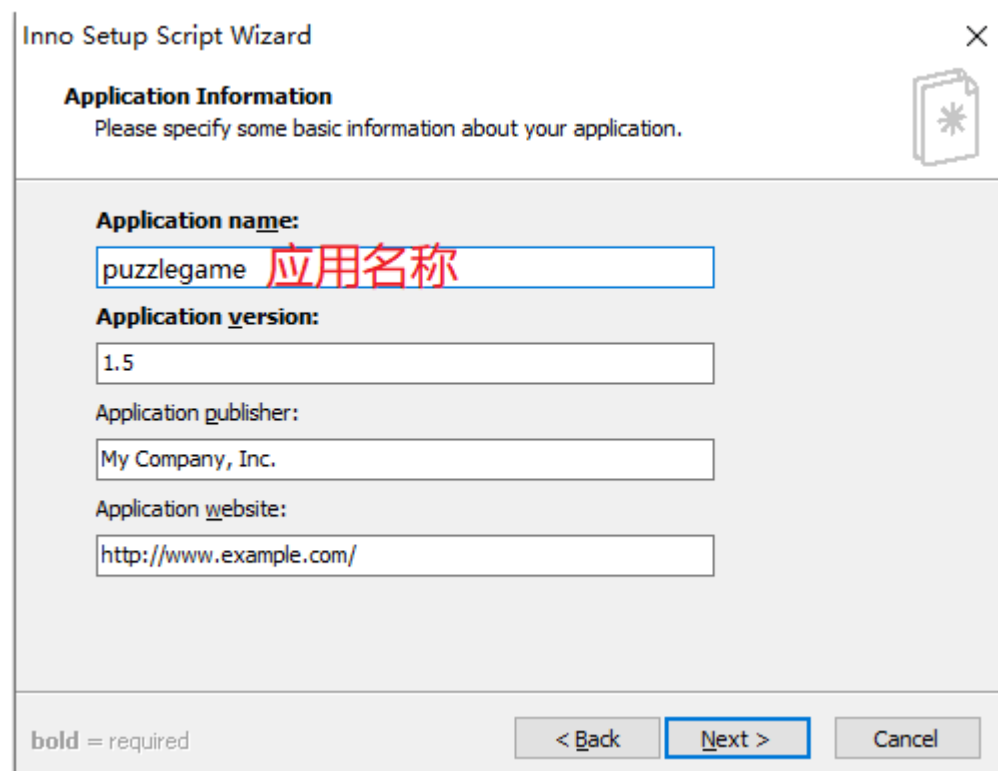 Inno Setup Script Wizard
Application Information
Please specify some basic information about your application.
Application name:
puzzlegame 应用名称
Application version:
1.5
Application publisher:
My Company, Inc.
Application website:
http://www.example.com/
bold = required
< Back Next > Cancel